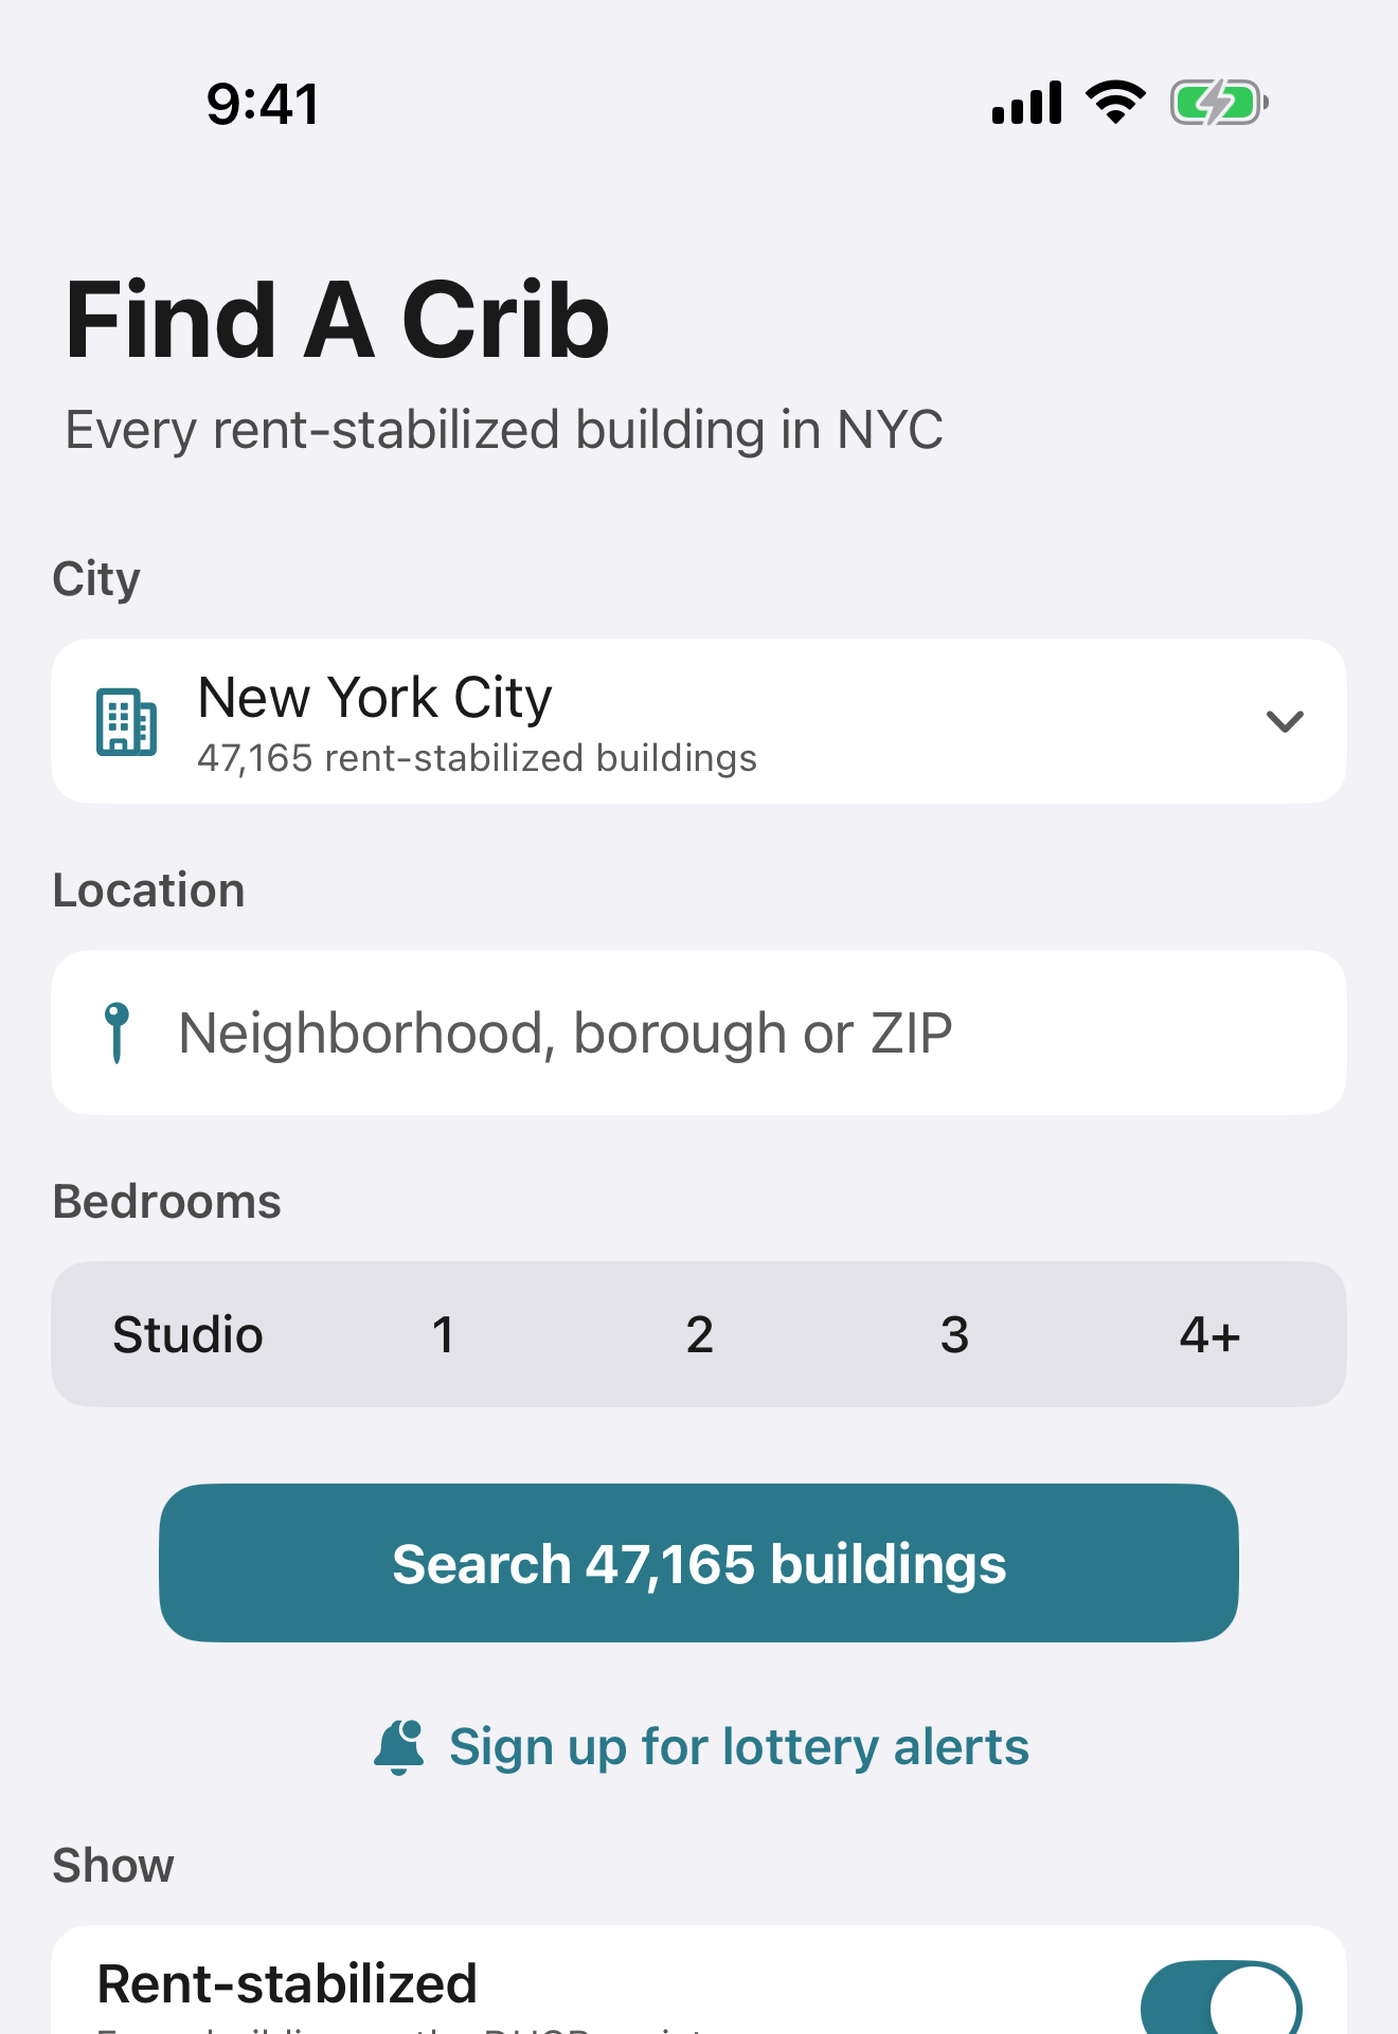 9:41
Find A Crib
Every rent-stabilized building in NYC
City
New York City
47,165 rent-stabilized buildings
Location
Neighborhood, borough or ZIP
Bedrooms
Studio 1 2 3 4+
Search 47,165 buildings
Sign up for lottery alerts
Show
Rent-stabilized